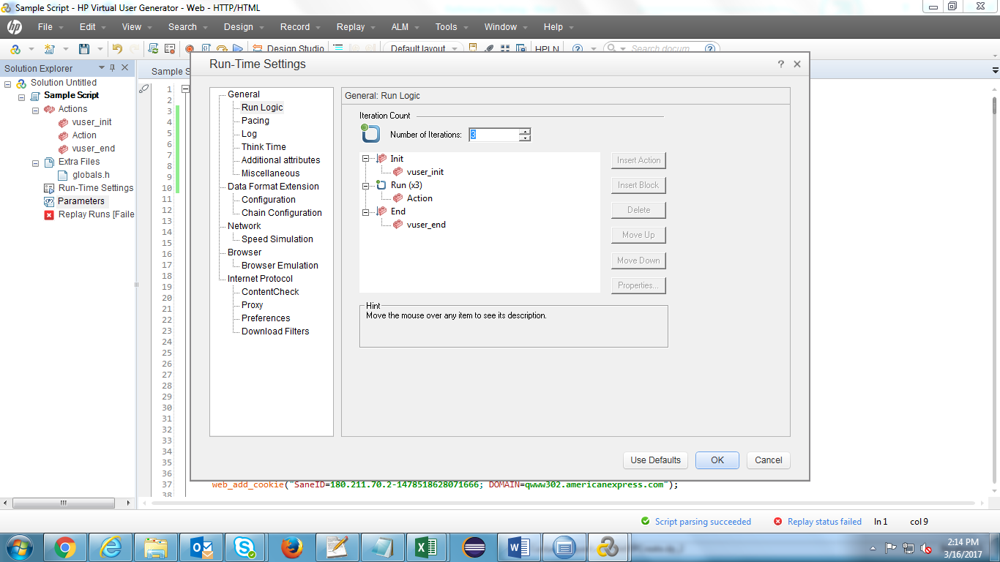 Sample Script - HP Virtual User Generator - Web - HTTP/HTML
hp File Edit View Search Design Record Replay ALM Tools Window Help
Design Studio Default layout HPLN ? Search docum ?
Solution Explorer
Solution Untitled
Sample Script
Actions
vuser_init
Action
vuser_end
Extra Files
globals.h
Run-Time Settings
Parameters
Replay Runs [Faile
Sample S
1
2
3
4
5
6
7
8
9
10
11
12
13
14
15
16
17
18
19
20
21
22
23
24
25
26
27
28
29
30
31
32
33
34
35
36
37 web_add_cookie("SaneID=180.211.70.2-1478518628071666; DOMAIN=qwww302.americanexpress.com");
38
Run-Time Settings ?
General
Run Logic
Pacing
Log
Think Time
Additional attributes
Miscellaneous
Data Format Extension
Configuration
Chain Configuration
Network
Speed Simulation
Browser
Browser Emulation
Internet Protocol
ContentCheck
Proxy
Preferences
Download Filters
General: Run Logic
Iteration Count
Number of Iterations: 3
Init
vuser_init
Run (x3)
Action
End
vuser_end
Insert Action
Insert Block
Delete
Move Up
Move Down
Properties...
Hint
Move the mouse over any item to see its description.
Use Defaults OK Cancel
Script parsing succeeded Replay status failed ln 1 col 9
2:14 PM
3/16/2017